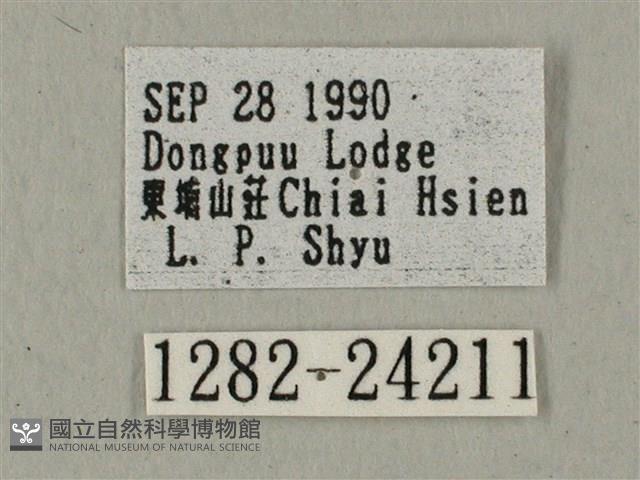 SEP 28 1990
Dongpuu Lodge
東埔山莊Chiai Hsien
L. P. Shyu
1282-24211
國立自然科學博物館
NATIONAL MUSEUM OF NATURAL SCIENCE